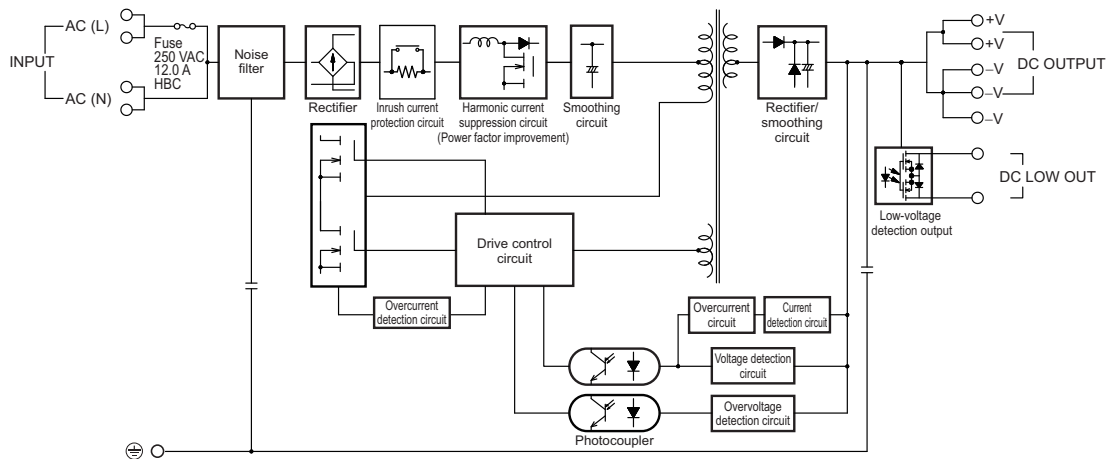 INPUT
AC (L)
Fuse
250 VAC
12.0 A
HBC
AC (N)
Noise
filter
Rectifier
Inrush current
protection circuit
Harmonic current
suppression circuit
(Power factor improvement)
Smoothing
circuit
Rectifier/
smoothing
circuit
+V
+V
DC OUTPUT
–V
–V
–V
DC LOW OUT
Low-voltage
detection output
Drive control
circuit
Overcurrent
detection circuit
Overcurrent
circuit
Current
detection circuit
Voltage detection
circuit
Overvoltage
detection circuit
Photocoupler